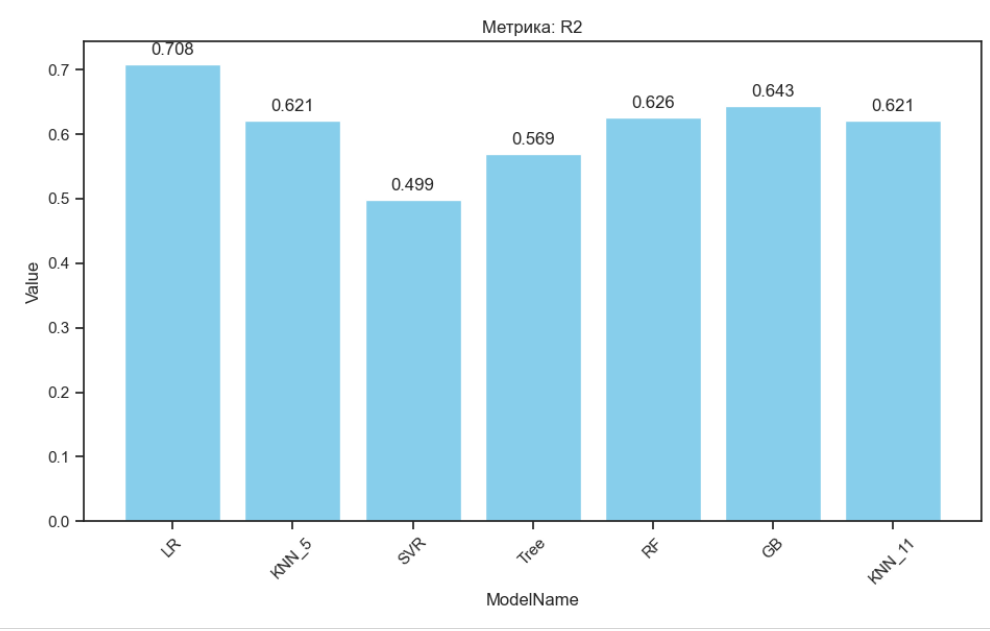 Метрика: R2
0.708
0.621
0.499
0.569
0.626
0.643
0.621
0.7
0.6
0.5
0.4
0.3
0.2
0.1
0.0
Value
LR
KNN_5
SVR
Tree
RF
GB
KNN_11
ModelName